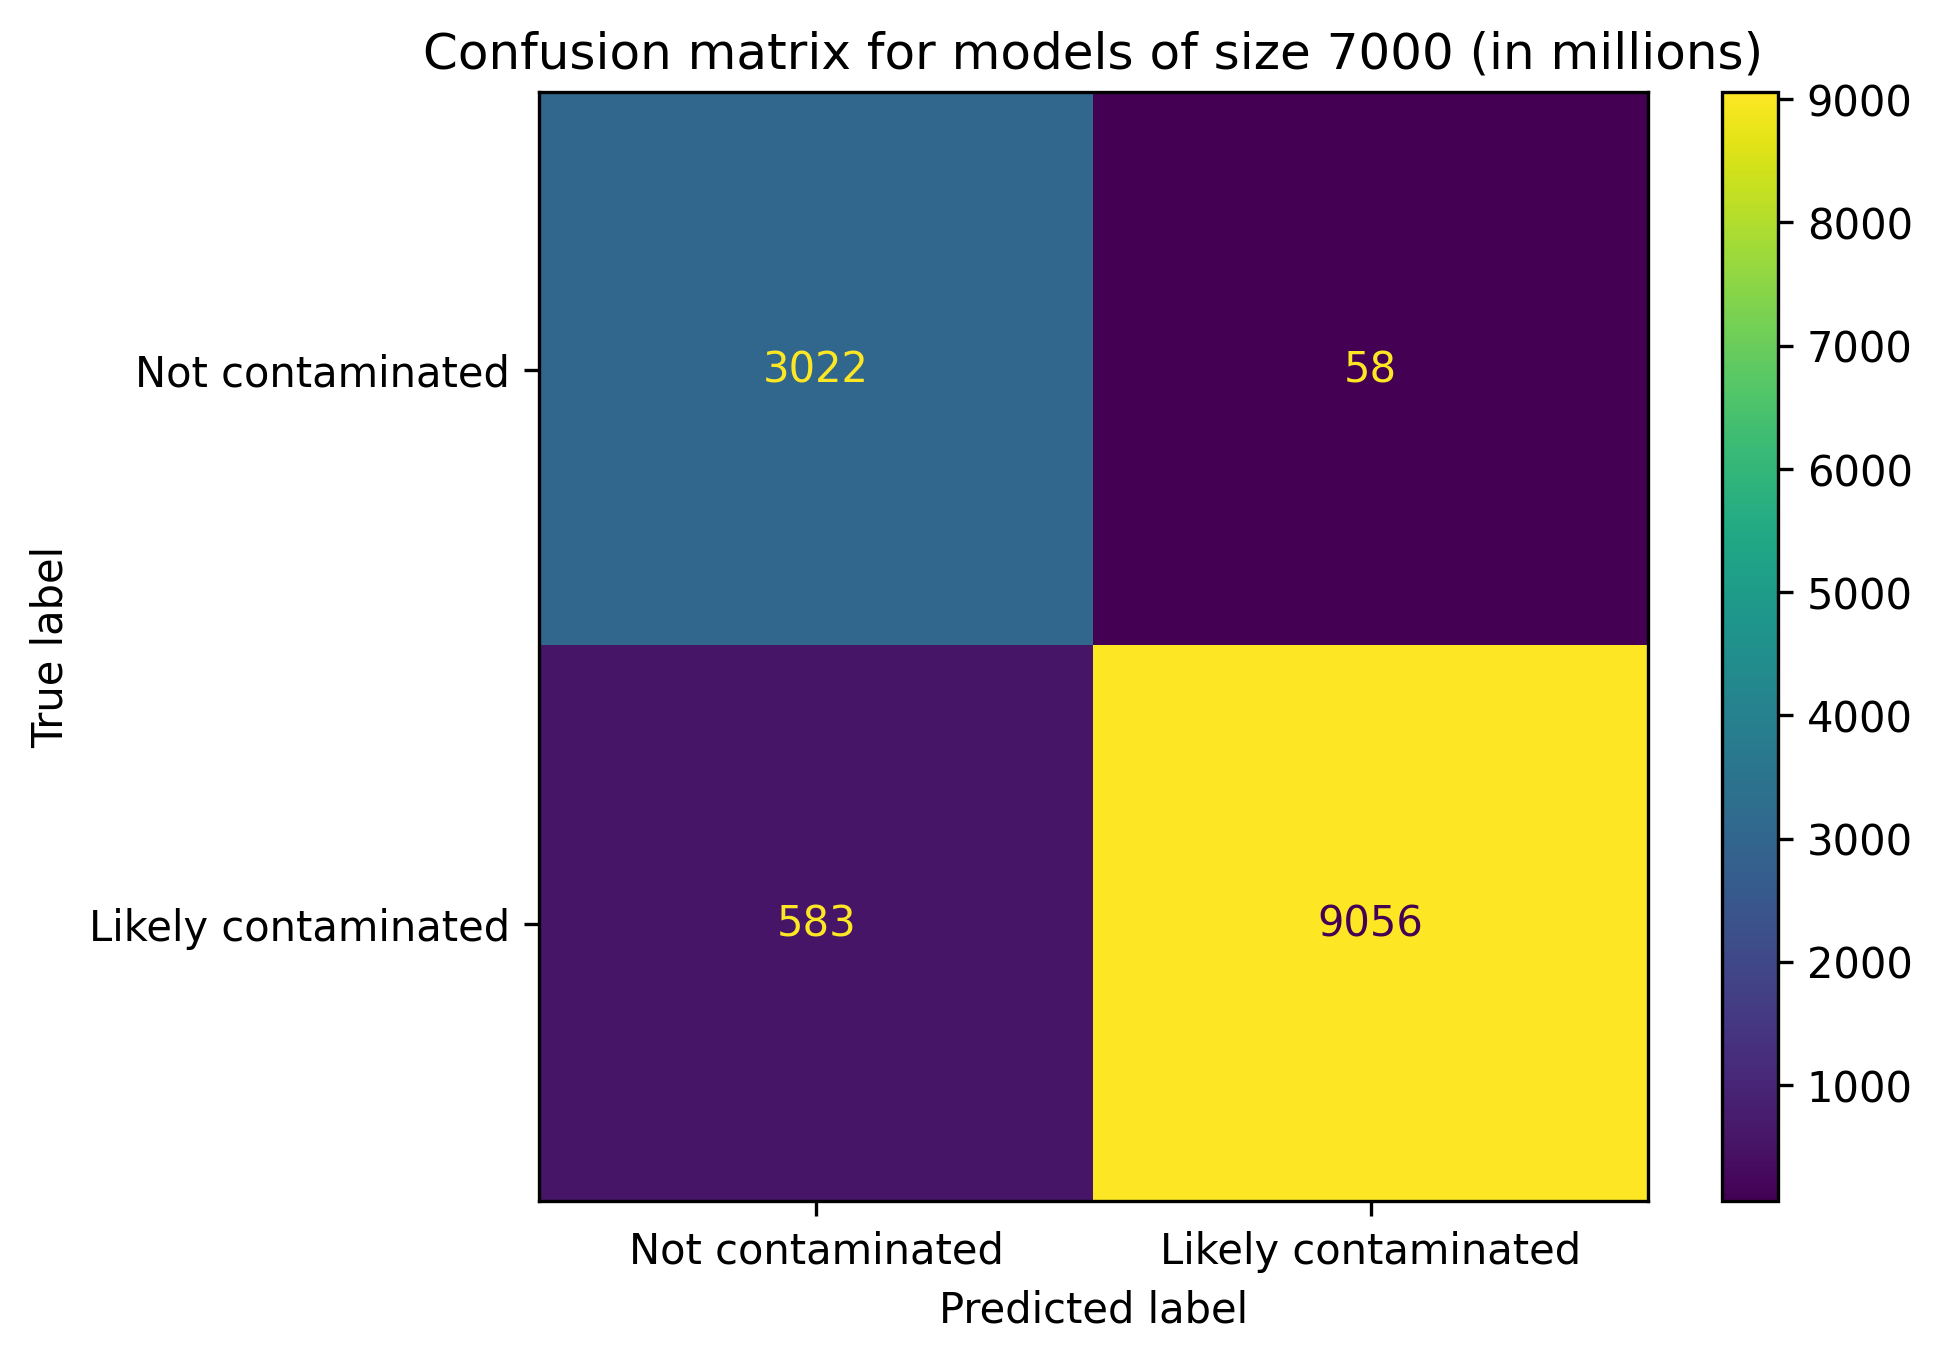 Confusion matrix for models of size 7000 (in millions)
True label
Not contaminated
Likely contaminated
3022
58
583
9056
Not contaminated
Likely contaminated
Predicted label
9000
8000
7000
6000
5000
4000
3000
2000
1000